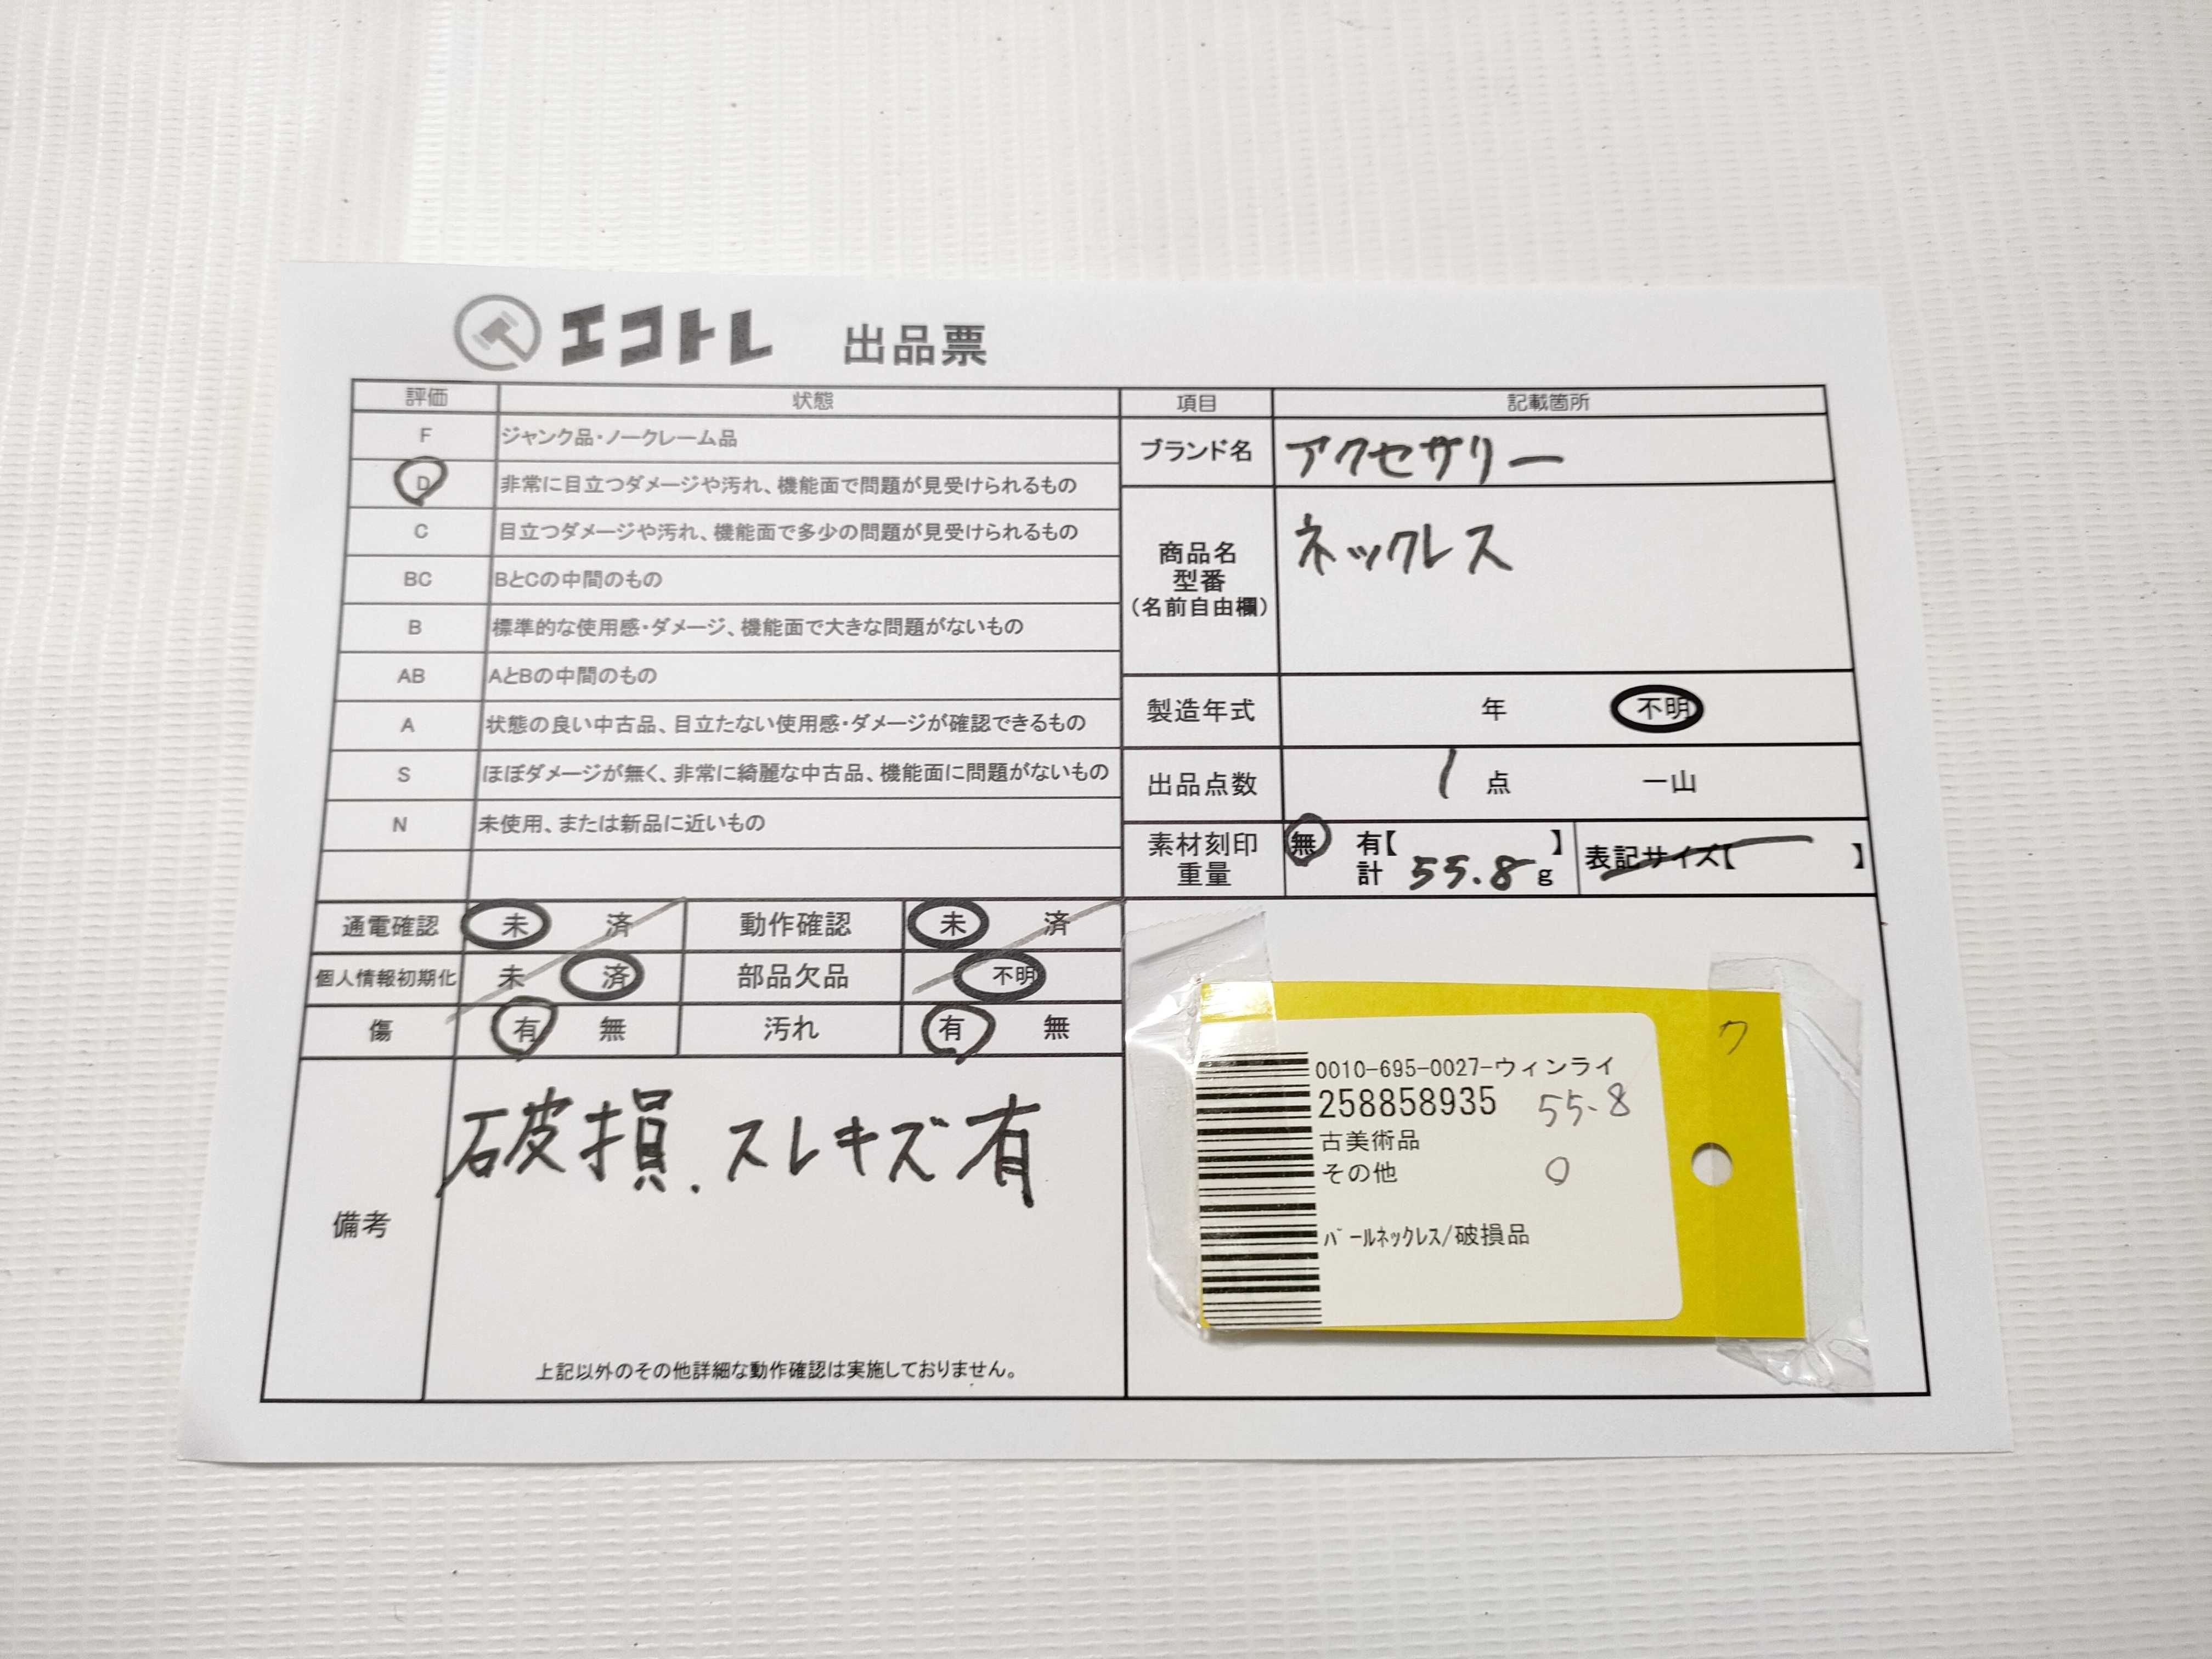 エコトレ 出品票
評価 状態
F ジャンク品・ノークレーム品
D 非常に目立つダメージや汚れ、機能面で問題が見受けられるもの
C 目立つダメージや汚れ、機能面で多少の問題が見受けられるもの
BC BとCの中間のもの
B 標準的な使用感・ダメージ、機能面で大きな問題がないもの
AB AとBの中間のもの
A 状態の良い中古品、目立たない使用感・ダメージが確認できるもの
S ほぼダメージが無く、非常に綺麗な中古品、機能面に問題がないもの
N 未使用、または新品に近いもの
項目 記載箇所
ブランド名 アクセサリー
商品名
型番
(名前自由欄)
ネックレス
製造年式 年 不明
出品点数 1 点 一山
素材刻印 無 有【 】
重量 計 55.8 g
表記サイズ【 】
通電確認 未 済 動作確認 未 済
個人情報初期化 未 済 部品欠品 不明
傷 有 無 汚れ 有 無
備考
破損.スレキズ有
上記以外のその他詳細な動作確認は実施しておりません。
ク
0010-695-0027-ウィンライ
258858935 55.8
古美術品
その他 0
パールネックレス/破損品